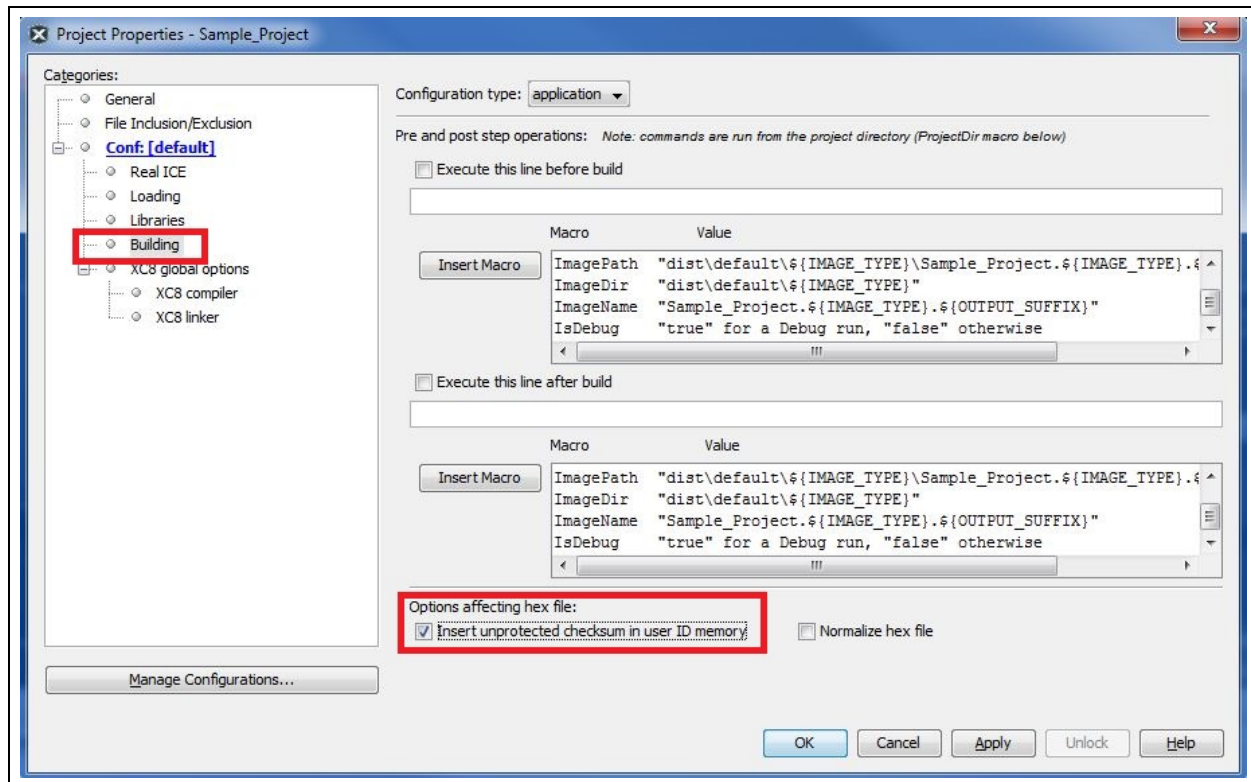 Project Properties - Sample_Project
Categories:
General
File Inclusion/Exclusion
Conf: [default]
Real ICE
Loading
Libraries
Building
XC8 global options
XC8 compiler
XC8 linker
Manage Configurations...
Configuration type: application
Pre and post step operations: Note: commands are run from the project directory (ProjectDir macro below)
Execute this line before build
Macro Value
Insert Macro
ImagePath "dist\default\${IMAGE_TYPE}\Sample_Project.${IMAGE_TYPE}.$
ImageDir "dist\default\${IMAGE_TYPE}"
ImageName "Sample_Project.${IMAGE_TYPE}.${OUTPUT_SUFFIX}"
IsDebug "true" for a Debug run, "false" otherwise
Execute this line after build
Macro Value
Insert Macro
ImagePath "dist\default\${IMAGE_TYPE}\Sample_Project.${IMAGE_TYPE}.$
ImageDir "dist\default\${IMAGE_TYPE}"
ImageName "Sample_Project.${IMAGE_TYPE}.${OUTPUT_SUFFIX}"
IsDebug "true" for a Debug run, "false" otherwise
Options affecting hex file:
Insert unprotected checksum in user ID memory Normalize hex file
OK Cancel Apply Unlock Help